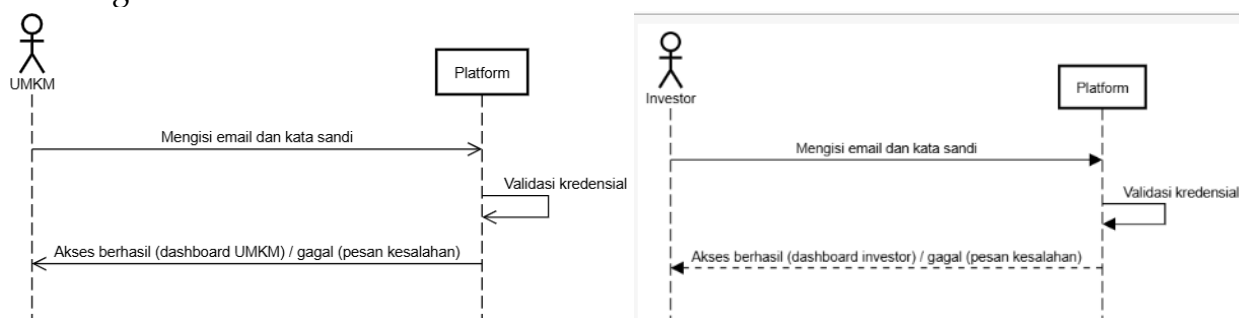 UMKM
Platform
Mengisi email dan kata sandi
Validasi kredensial
Akses berhasil (dashboard UMKM) / gagal (pesan kesalahan)
Investor
Platform
Mengisi email dan kata sandi
Validasi kredensial
Akses berhasil (dashboard investor) / gagal (pesan kesalahan)